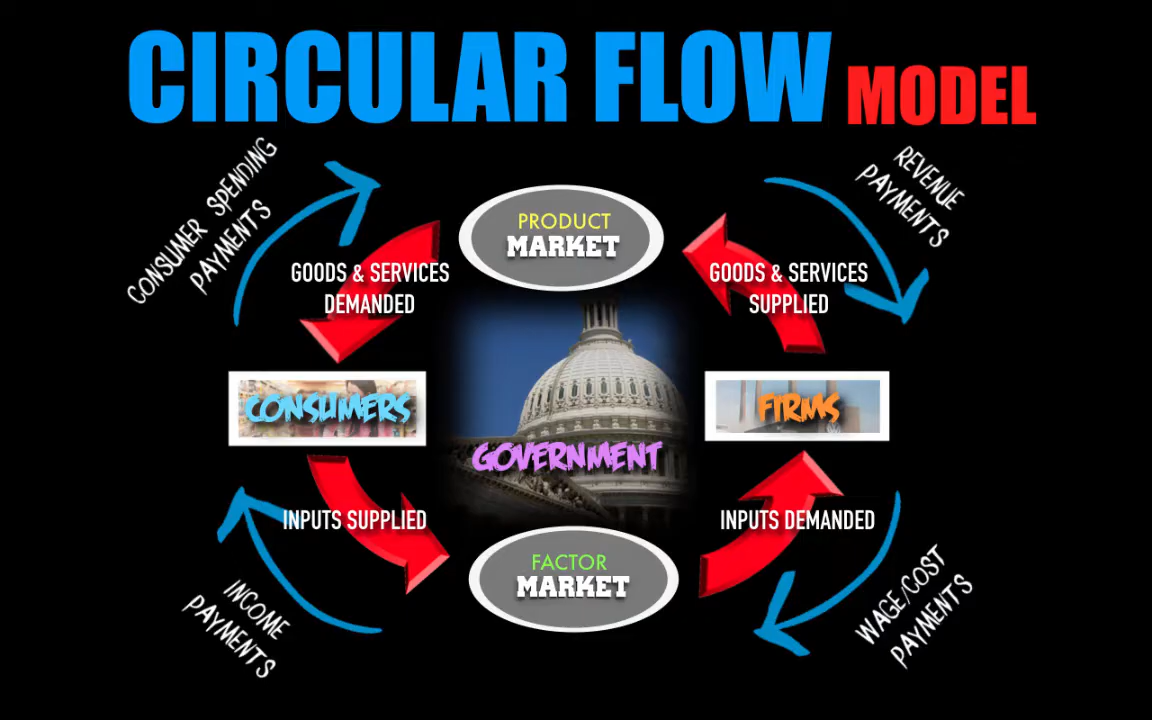 CIRCULAR FLOW MODEL
CONSUMER SPENDING
PAYMENTS
REVENUE
PAYMENTS
PRODUCT
MARKET
GOODS & SERVICES
DEMANDED
GOODS & SERVICES
SUPPLIED
CONSUMERS
FIRMS
GOVERNMENT
INPUTS SUPPLIED
INPUTS DEMANDED
FACTOR
MARKET
INCOME
PAYMENTS
WAGE/COST
PAYMENTS